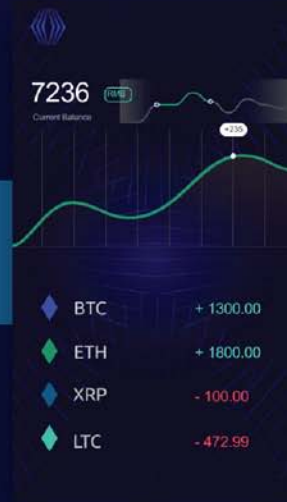 7236 RMB
Current Balance
+235
BTC + 1300.00
ETH + 1800.00
XRP - 100.00
LTC - 472.99